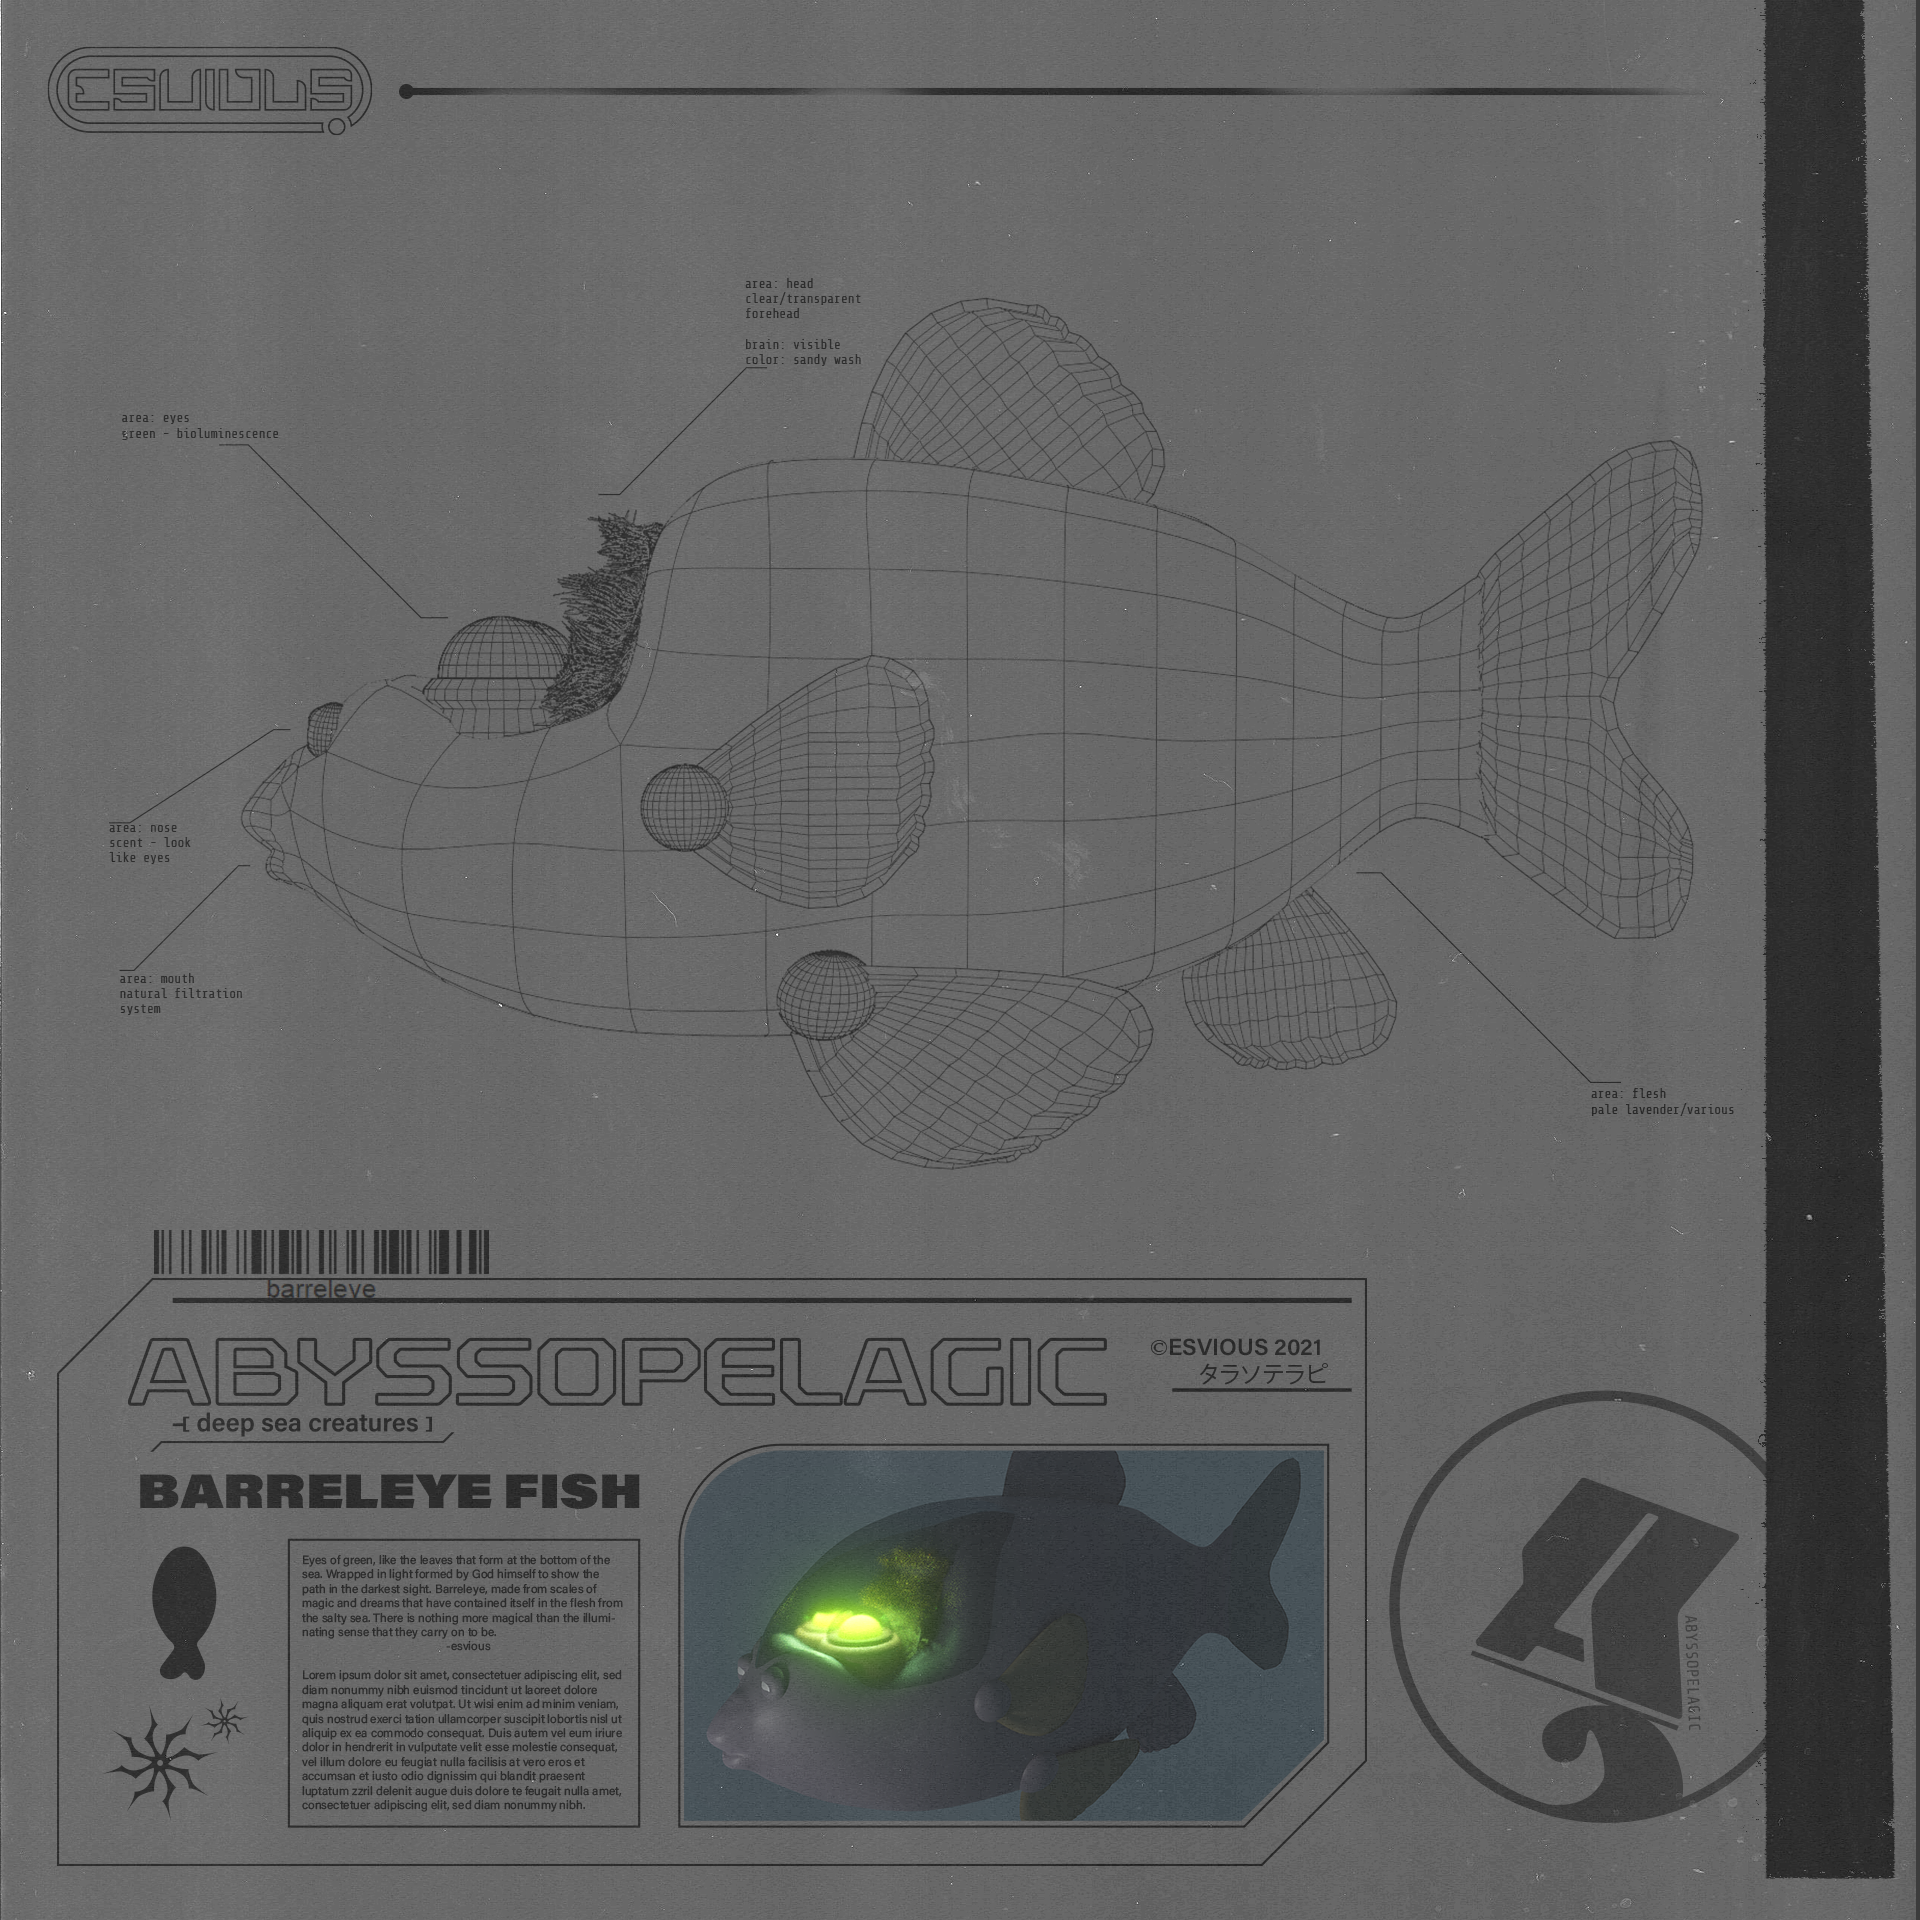 ESVIOUS
area: head
clear/transparent
forehead
brain: visible
color: sandy wash
area: eyes
green - bioluminescence
area: nose
scent - look
like eyes
area: mouth
natural filtration
system
area: flesh
pale lavender/various
barreleye
ABYSSOPELAGIC
©ESVIOUS 2021
タラソテラピ
-[ deep sea creatures ]
BARRELEYE FISH
Eyes of green, like the leaves that form at the bottom of the
sea. Wrapped in light formed by God himself to show the
path in the darkest sight. Barreleye, made from scales of
magic and dreams that have contained itself in the flesh from
the salty sea. There is nothing more magical than the illumi-
nating sense that they carry on to be.
-esvious
Lorem ipsum dolor sit amet, consectetuer adipiscing elit, sed
diam nonummy nibh euismod tincidunt ut laoreet dolore
magna aliquam erat volutpat. Ut wisi enim ad minim veniam,
quis nostrud exerci tation ullamcorper suscipit lobortis nisl ut
aliquip ex ea commodo consequat. Duis autem vel eum iriure
dolor in hendrerit in vulputate velit esse molestie consequat,
vel illum dolore eu feugiat nulla facilisis at vero eros et
accumsan et iusto odio dignissim qui blandit praesent
luptatum zzril delenit augue duis dolore te feugait nulla amet,
consectetuer adipiscing elit, sed diam nonummy nibh.
ABYSSOPELAGIC